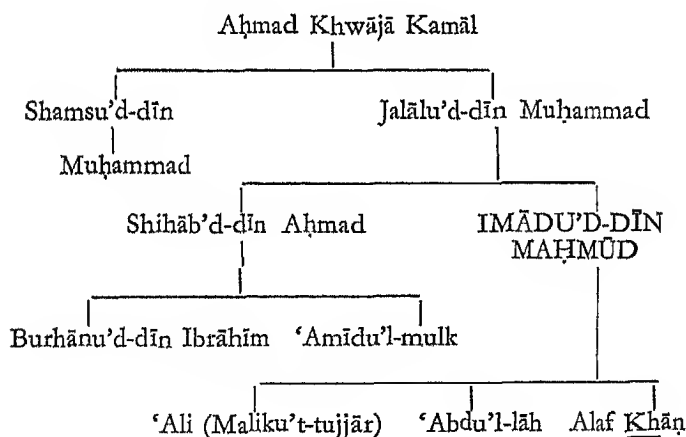 Aḥmad Khwājā Kamāl
Shamsu’d-dīn Jalālu’d-dīn Muḥammad
Muḥammad
Shihāb’d-dīn Aḥmad IMĀDU’D-DĪN
MAḤMŪD
Burhānu’d-dīn Ibrāhīm ‘Amīdu’l-mulk
‘Ali (Maliku’t-tujjār) ‘Abdu’l-lāh Alaf Khāṇ